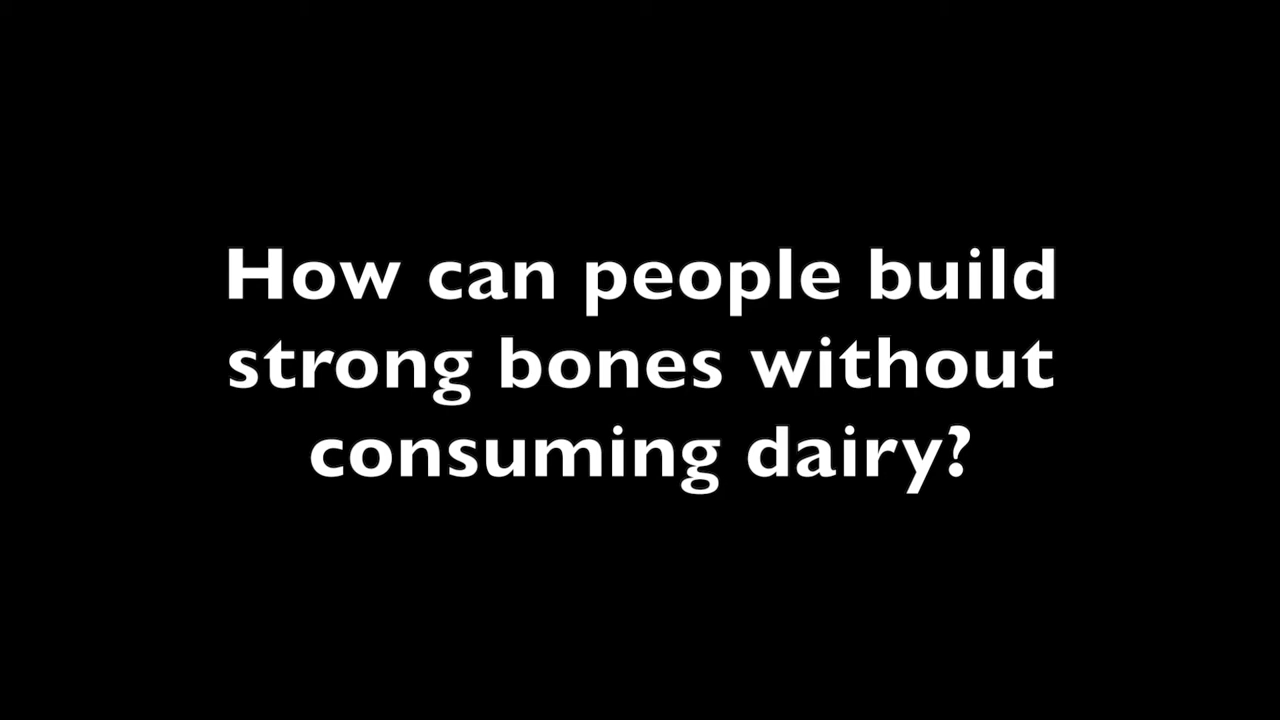 How can people build
strong bones without
consuming dairy?